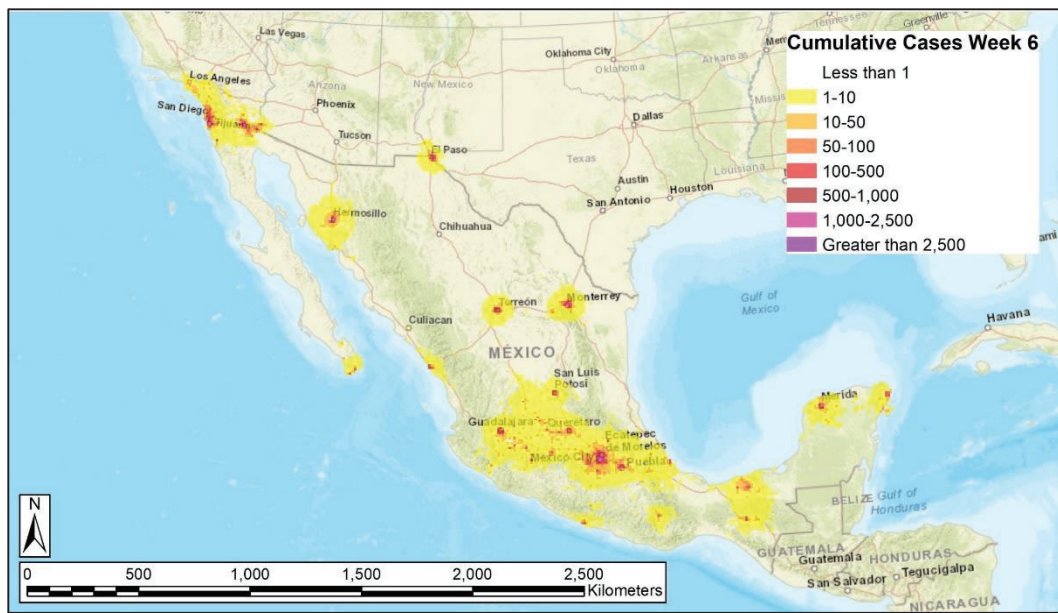 Cumulative Cases Week 6
Less than 1
1-10
10-50
50-100
100-500
500-1,000
1,000-2,500
Greater than 2,500
Las Vegas
Oklahoma City
Oklahoma
Tennessee
Greenville
Arkansas
Los Angeles
Arizona
New Mexico
Phoenix
San Diego
Tijuana
Tucson
El Paso
Dallas
Texas
Louisiana
Austin
Houston
San Antonio
Hermosillo
Chihuahua
Torreón
Monterrey
Gulf of
Mexico
Culiacan
Havana
MÉXICO
San Luis
Potosi
Merida
Guadalajara
Queretaro
Ecatepec
de Morelos
Puebla
BELIZE
Gulf of
Honduras
GUATEMALA
HONDURAS
Guatemala
Tegucigalpa
San Salvador
NICARAGUA
N
0 500 1,000 1,500 2,000 2,500
Kilometers